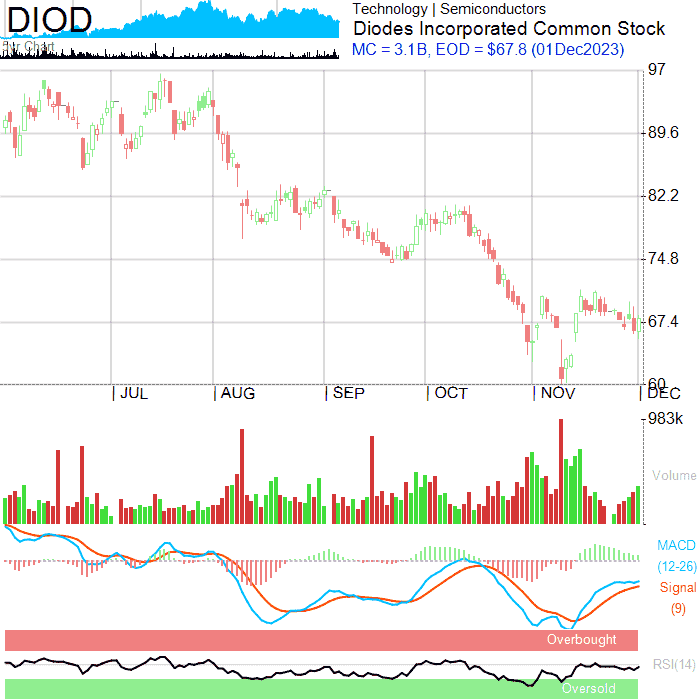 DIOD
5yr Chart
Technology | Semiconductors
Diodes Incorporated Common Stock
MC = 3.1B, EOD = $67.8 (01Dec2023)
97
89.6
82.2
74.8
67.4
60
| JUL | AUG | SEP | OCT | NOV | DEC
983k
Volume
MACD
(12-26)
Signal
(9)
Overbought
RSI(14)
Oversold